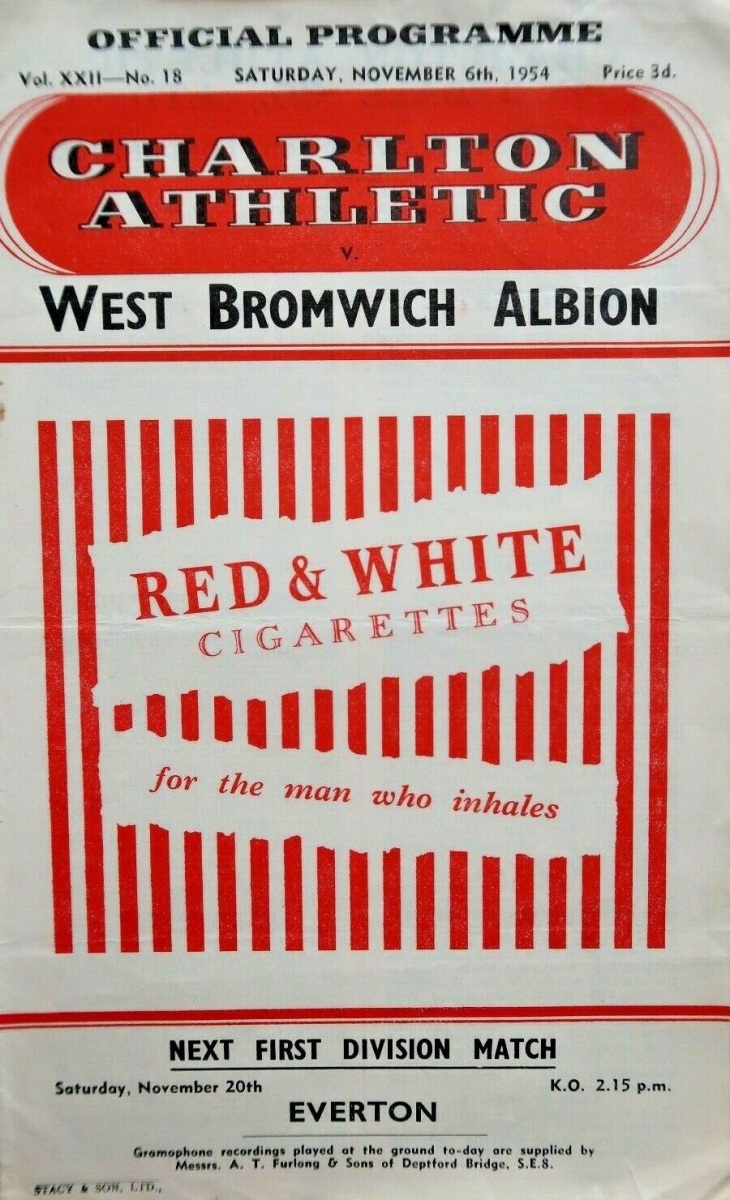 OFFICIAL PROGRAMME
Vol. XXII—No. 18 SATURDAY, NOVEMBER 6th, 1954 Price 3d.
CHARLTON
ATHLETIC
v.
WEST BROMWICH ALBION
RED & WHITE
CIGARETTES
for the man who inhales
NEXT FIRST DIVISION MATCH
Saturday, November 20th K.O. 2.15 p.m.
EVERTON
Gramophone recordings played at the ground to-day are supplied by
Messrs. A. T. Furlong & Sons of Deptford Bridge, S.E.8.
STACY & SON, LTD.,